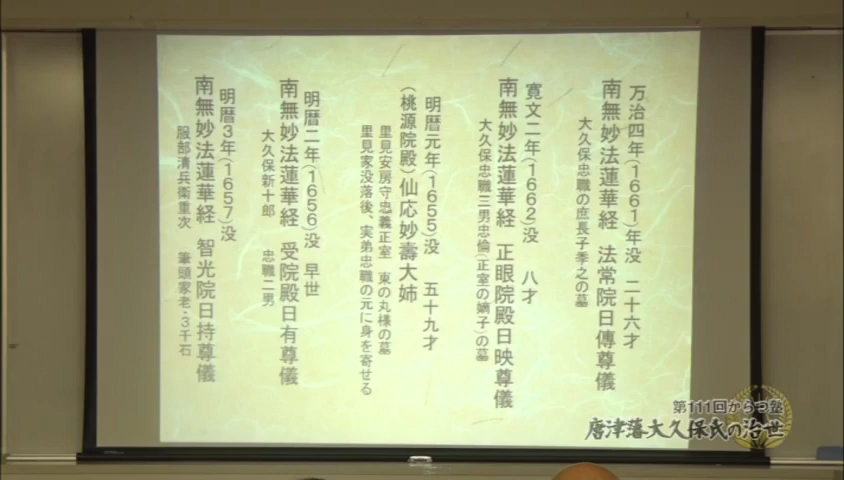 万治四年(1661)年没　二十六才
南無妙法蓮華経　法常院日傳尊儀
大久保忠職の庶長子季之の墓
寛文二年(1662)没　八才
南無妙法蓮華経　正眼院殿日映尊儀
大久保忠職三男忠倫(正室の嫡子)の墓
明暦元年(1655)没　五十九才
(桃源院殿)仙応妙壽大姉
里見安房守忠義正室　東の丸様の墓
里見家没落後、実弟忠職の元に身を寄せる
明暦二年(1656)没　早世
南無妙法蓮華経　受院殿日有尊儀
大久保新十郎　忠職二男
明暦3年(1657)没
南無妙法蓮華経　智光院日持尊儀
服部清兵衛重次　筆頭家老・3千石
第111回からつ塾
唐津藩大久保氏の治世